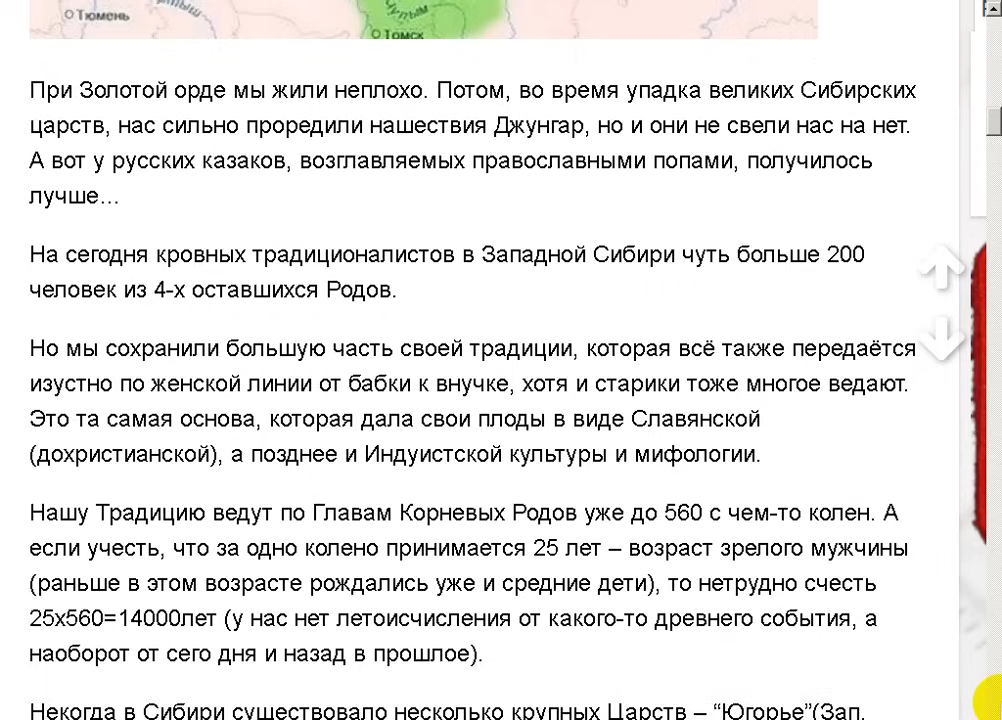 Тюмень
Чулым
Томск
При Золотой орде мы жили неплохо. Потом, во время упадка великих Сибирских
царств, нас сильно проредили нашествия Джунгар, но и они не свели нас на нет.
А вот у русских казаков, возглавляемых православными попами, получилось
лучше...
На сегодня кровных традиционалистов в Западной Сибири чуть больше 200
человек из 4-х оставшихся Родов.
Но мы сохранили большую часть своей традиции, которая всё также передаётся
изустно по женской линии от бабки к внучке, хотя и старики тоже многое ведают.
Это та самая основа, которая дала свои плоды в виде Славянской
(дохристианской), а позднее и Индуистской культуры и мифологии.
Нашу Традицию ведут по Главам Корневых Родов уже до 560 с чем-то колен. А
если учесть, что за одно колено принимается 25 лет – возраст зрелого мужчины
(раньше в этом возрасте рождались уже и средние дети), то нетрудно счесть
25х560=14000лет (у нас нет летоисчисления от какого-то древнего события, а
наоборот от сего дня и назад в прошлое).
Некогда в Сибири существовало несколько крупных Царств – “Югорье”(Зап.